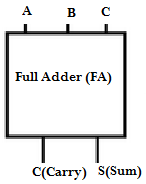 A B C
Full Adder (FA)
C(Carry) S(Sum)